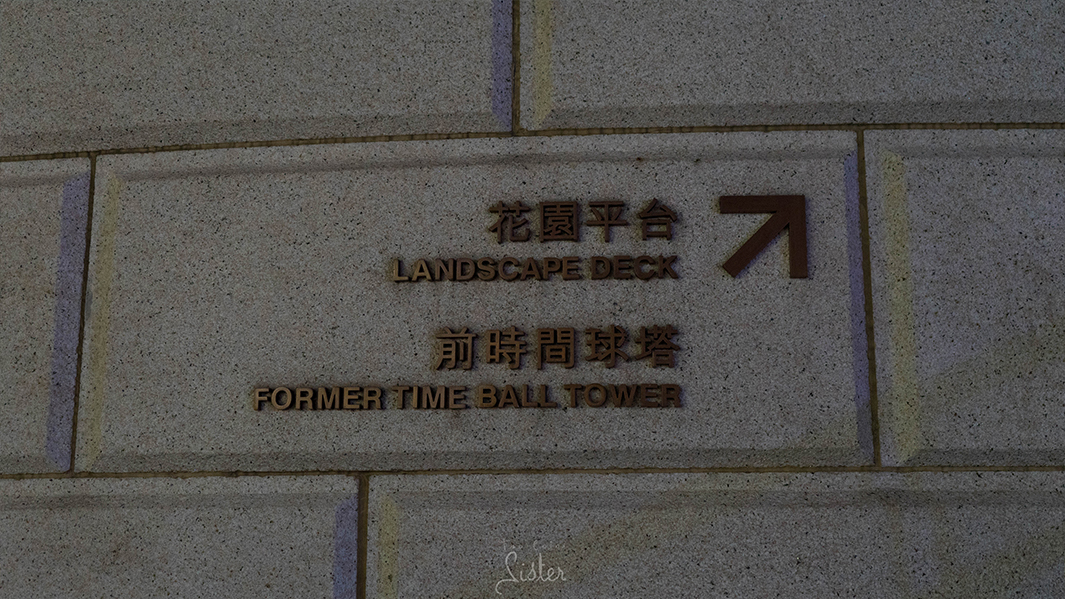 花園平台
LANDSCAPE DECK
前時間球塔
FORMER TIME BALL TOWER
Sister